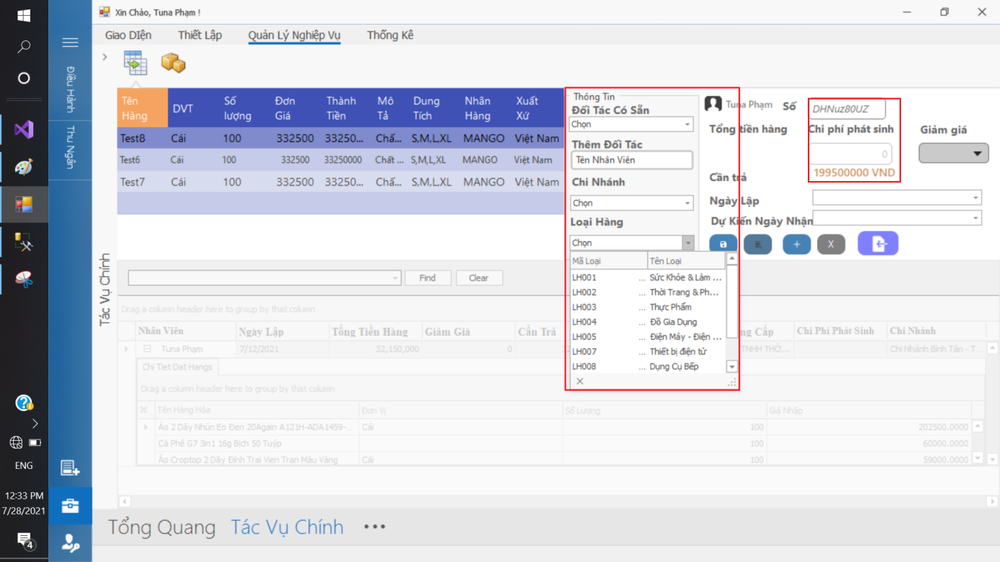 Xin Chào, Tuna Phạm !
Giao DIện Thiết Lập Quản Lý Nghiệp Vụ Thống Kê
Điều Hành
Thu Ngân
Tên Hàng DVT Số lượng Đơn Giá Thành Tiền Mô Tả Dung Tích Nhãn Hàng Xuất Xứ
Test8 Cái 100 332500 33250... Chấ... S,M,L,XL MANGO Việt Nam
Test6 Cái 100 332500 33250000 Chất ... S,M,L,XL MANGO Việt Nam
Test7 Cái 100 332500 33250... Chấ... S,M,L,XL MANGO Việt Nam
Thông Tin
Đối Tác Có Sẵn
Chọn
Thêm Đối Tác
Tên Nhân Viên
Chi Nhánh
Chọn
Loại Hàng
Chọn
Mã Loại Tên Loại
LH001 ... Sức Khỏe & Làm ...
LH002 ... Thời Trang & Ph...
LH003 ... Thực Phẩm
LH004 ... Đồ Gia Dụng
LH005 ... Điện Máy - Điện ...
LH007 ... Thiết bị điện tử
LH008 ... Dụng Cụ Bếp
Tuna Phạm Số DHNuz80UZ
Tổng tiền hàng Chi phí phát sinh Giảm giá
0
Cần trả 199500000 VND
Ngày Lập
Dự Kiến Ngày Nhận
X
Tác Vụ Chính
Find Clear
Drag a column header here to group by that column
Nhân Viên Ngày Lập Tổng Tiền Hàng Giảm Giá Cần Trả ng Cấp Chi Phí Phát Sinh Chi Nhánh
Tuna Phạm 7/12/2021 32,150,000 0 TNHH THỜ... Chi Nhánh Bình Tân - T...
Chi Tiet Dat Hangs
Drag a column header here to group by that column
Tên Hàng Hóa Đơn Vị Số Lượng Giá Nhập
Áo 2 Dây Nhún Eo Đen 20Again A121H-ADA1459-... Cái 100 202500.0000
Cà Phê G7 3in1 16g Bịch 50 Tuýp 100 60000.0000
Áo Croptop 2 Dây Đính Trai Vien Tran Màu Vàng Cái 100 59000.0000
Tổng Quang Tác Vụ Chính •••
ENG
12:33 PM
7/28/2021
4